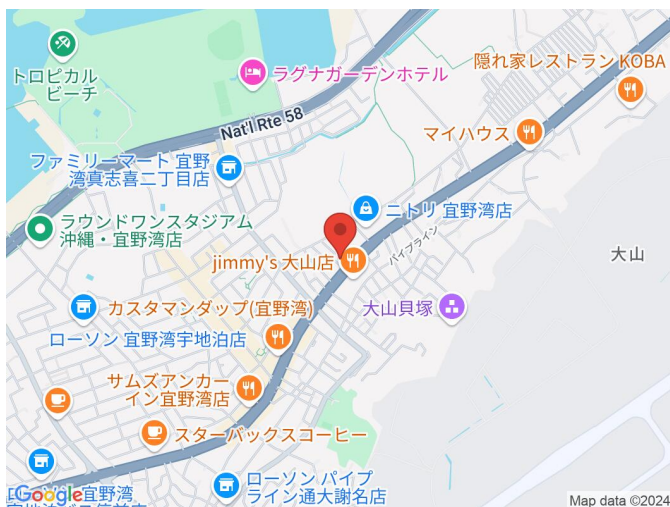 隠れ家レストラン KOBA
トロピカル
ビーチ
ラグナガーデンホテル
Nat'l Rte 58
マイハウス
ファミリーマート 宜野
湾真志喜二丁目店
ニトリ 宜野湾店
ラウンドワンスタジアム
沖縄・宜野湾店
パイプライン
jimmy's 大山店
大山
カスタマンダップ(宜野湾)
大山貝塚
ローソン 宜野湾宇地泊店
サムズアンカー
イン宜野湾店
スターバックスコーヒー
ローソン パイプ
ライン通大謝名店
宜野湾
Google
Map data ©2024